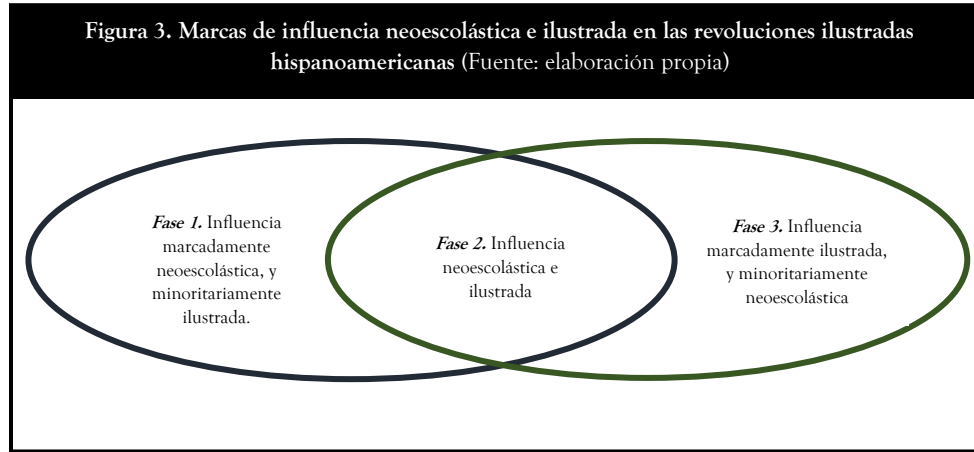 Figura 3. Marcas de influencia neoescolástica e ilustrada en las revoluciones ilustradas
hispanoamericanas (Fuente: elaboración propia)
Fase 1. Influencia
marcadamente
neoescolástica, y
minoritariamente
ilustrada.
Fase 2. Influencia
neoescolástica e
ilustrada
Fase 3. Influencia
marcadamente ilustrada,
y minoritariamente
neoescolástica